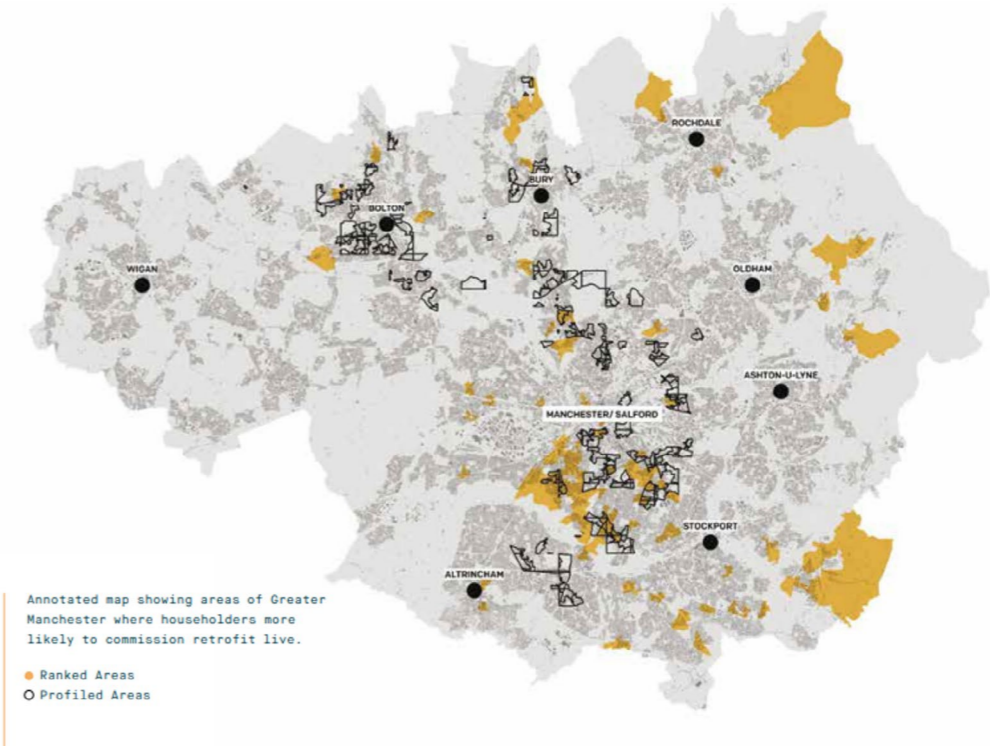 ROCHDALE
BURY
BOLTON
WIGAN
OLDHAM
ASHTON-U-LYNE
MANCHESTER/ SALFORD
STOCKPORT
ALTRINCHAM
Annotated map showing areas of Greater
Manchester where householders more
likely to commission retrofit live.
Ranked Areas
Profiled Areas